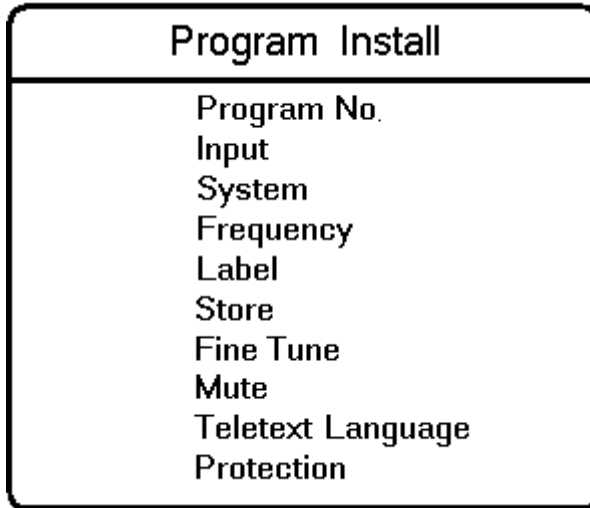 Program Install
Program No.
Input
System
Frequency
Label
Store
Fine Tune
Mute
Teletext Language
Protection